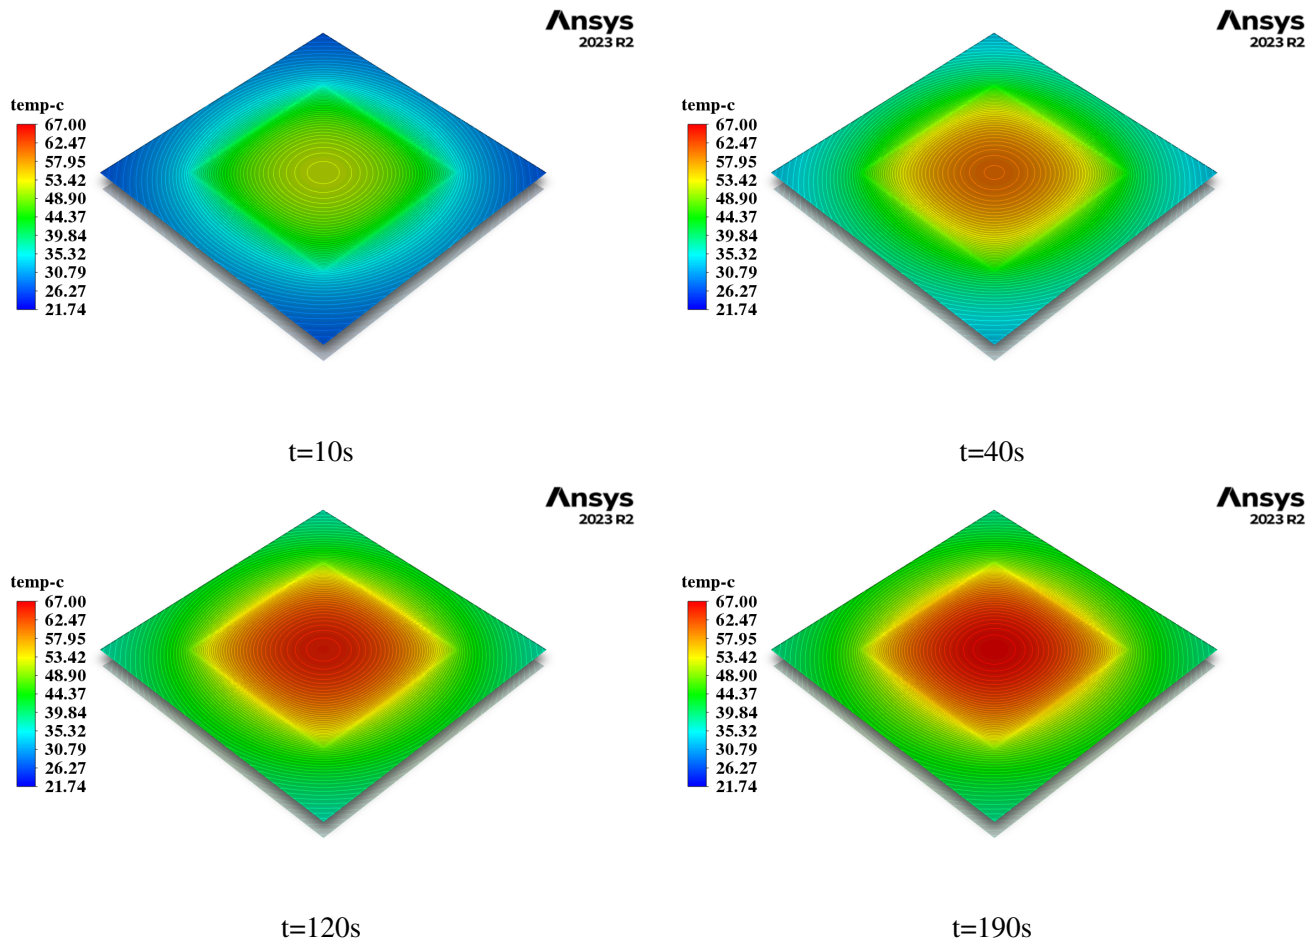 Ansys
2023 R2
temp-c
67.00
62.47
57.95
53.42
48.90
44.37
39.84
35.32
30.79
26.27
21.74
t=10s
Ansys
2023 R2
temp-c
67.00
62.47
57.95
53.42
48.90
44.37
39.84
35.32
30.79
26.27
21.74
t=40s
Ansys
2023 R2
temp-c
67.00
62.47
57.95
53.42
48.90
44.37
39.84
35.32
30.79
26.27
21.74
t=120s
Ansys
2023 R2
temp-c
67.00
62.47
57.95
53.42
48.90
44.37
39.84
35.32
30.79
26.27
21.74
t=190s